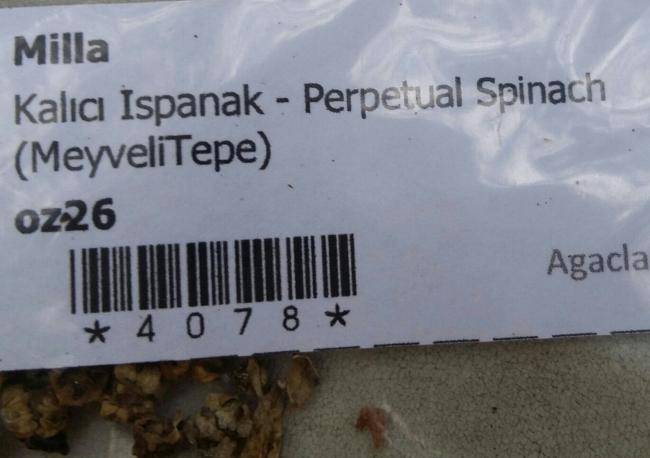 Milla
Kalıcı Ispanak - Perpetual Spinach
(MeyveliTepe)
oz26
Agacla
*4078*